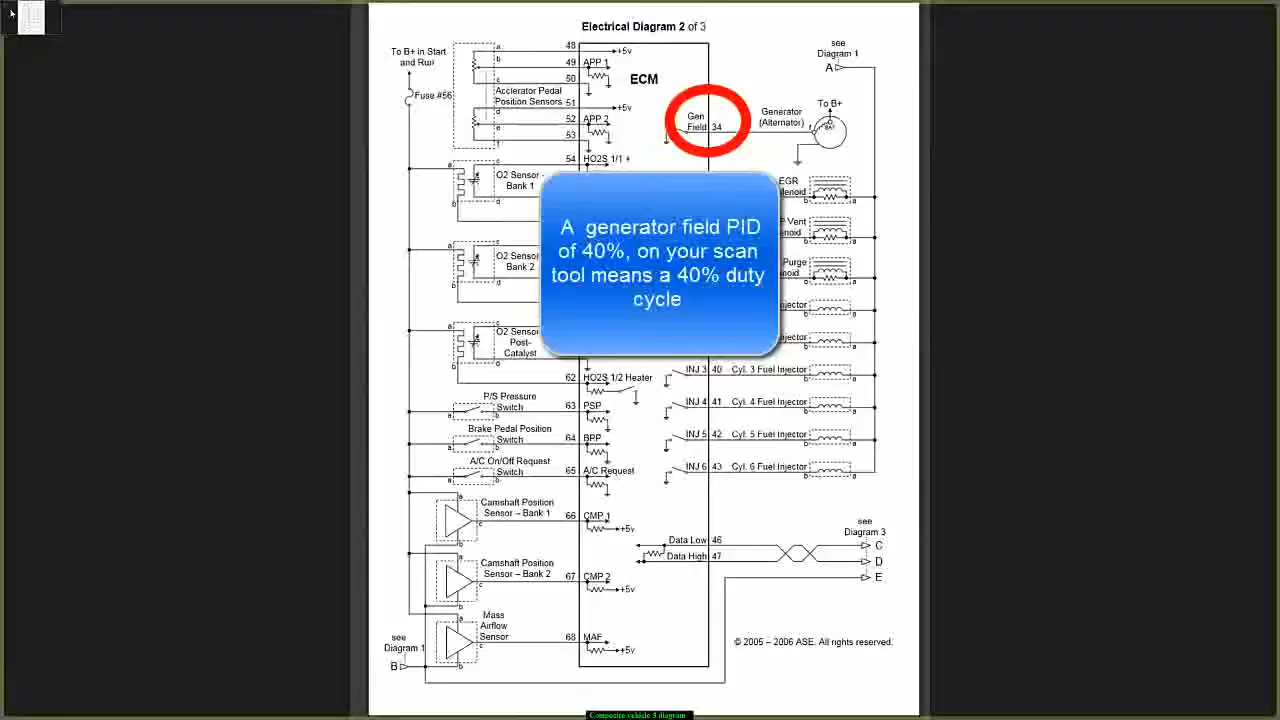 Electrical Diagram 2 of 3
To B+ in Start
and Run
Fuse #56
a
b
c
d
e
f
Acclerator Pedal
Position Sensors
48
+5v
49 APP 1
50
51
+5v
52 APP 2
53
ECM
Gen
Field 34
Generator
(Alternator)
To B+
f
BAT
see
Diagram 1
A
54 HO2S 1/1 +
a
b
c
d
O2 Sensor -
Bank 1
a
b
O2 Sensor
Bank 2
a
b
c
d
O2 Sensor
Post-
Catalyst
A generator field PID
of 40%, on your scan
tool means a 40% duty
cycle
EGR
b
a
Vent
b
a
Purge
b
a
b
a
b
a
62 HO2S 1/2 Heater
INJ 3 40 Cyl. 3 Fuel Injector
b
a
INJ 4 41 Cyl. 4 Fuel Injector
b
a
INJ 5 42 Cyl. 5 Fuel Injector
b
a
INJ 6 43 Cyl. 6 Fuel Injector
b
a
P/S Pressure
Switch
a
b
63 PSP
Brake Pedal Position
Switch
a
b
64 BPP
A/C On/Off Request
Switch
a
b
65 A/C Request
a
b
c
Camshaft Position
Sensor – Bank 1
66 CMP 1
+5v
a
b
c
Camshaft Position
Sensor – Bank 2
67 CMP 2
+5v
a
b
c
Mass
Airflow
Sensor
68 MAF
+5v
Data Low 46
Data High 47
see
Diagram 3
C
D
E
see
Diagram 1
B
© 2005 – 2006 ASE. All rights reserved.
Composite vehicle 3 diagram